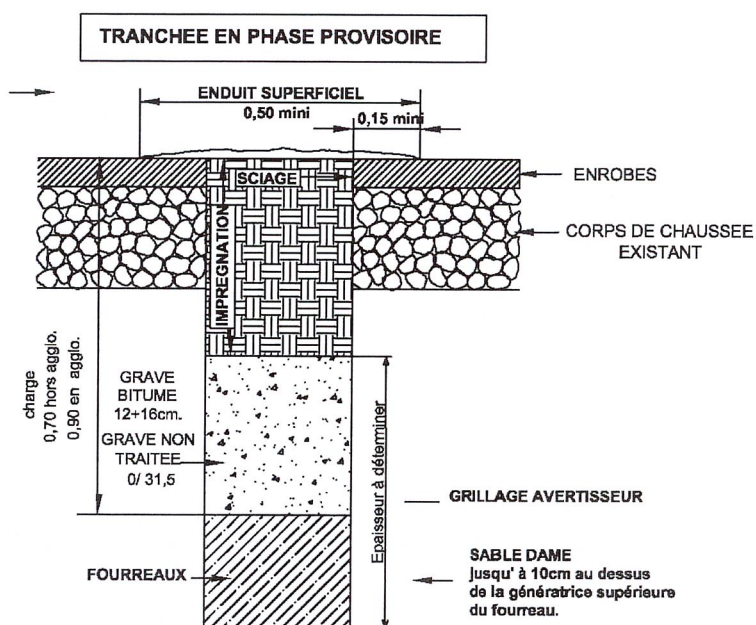 TRANCHEE EN PHASE PROVISOIRE
ENDUIT SUPERFICIEL
0,50 mini
0,15 mini
SCIAGE
ENROBES
IMPREGNATION
CORPS DE CHAUSSEE
EXISTANT
charge
0,70 hors agglo.
0,90 en agglo.
GRAVE
BITUME
12+16cm.
GRAVE NON
TRAITEE
0/ 31,5
Epaisseur à déterminer
GRILLAGE AVERTISSEUR
FOURREAUX
SABLE DAME
jusqu' à 10cm au dessus
de la génératrice supérieure
du fourreau.